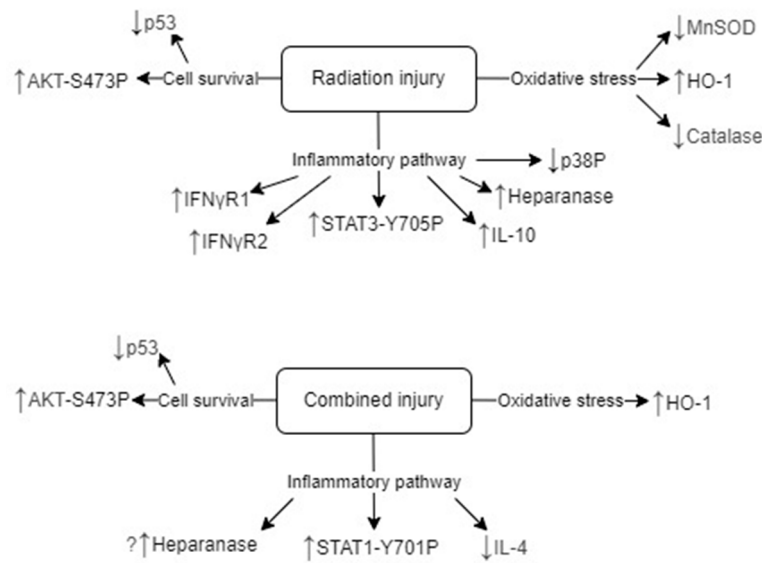 ↓p53
↑AKT-S473P
Cell survival
Radiation injury
Oxidative stress
↓MnSOD
↑HO-1
↓Catalase
Inflammatory pathway
↓p38P
↑IFNγR1
↑Heparanase
↑STAT3-Y705P
↑IFNγR2
↑IL-10
↓p53
↑AKT-S473P
Cell survival
Combined injury
Oxidative stress
↑HO-1
Inflammatory pathway
?↑Heparanase
↑STAT1-Y701P
↓IL-4